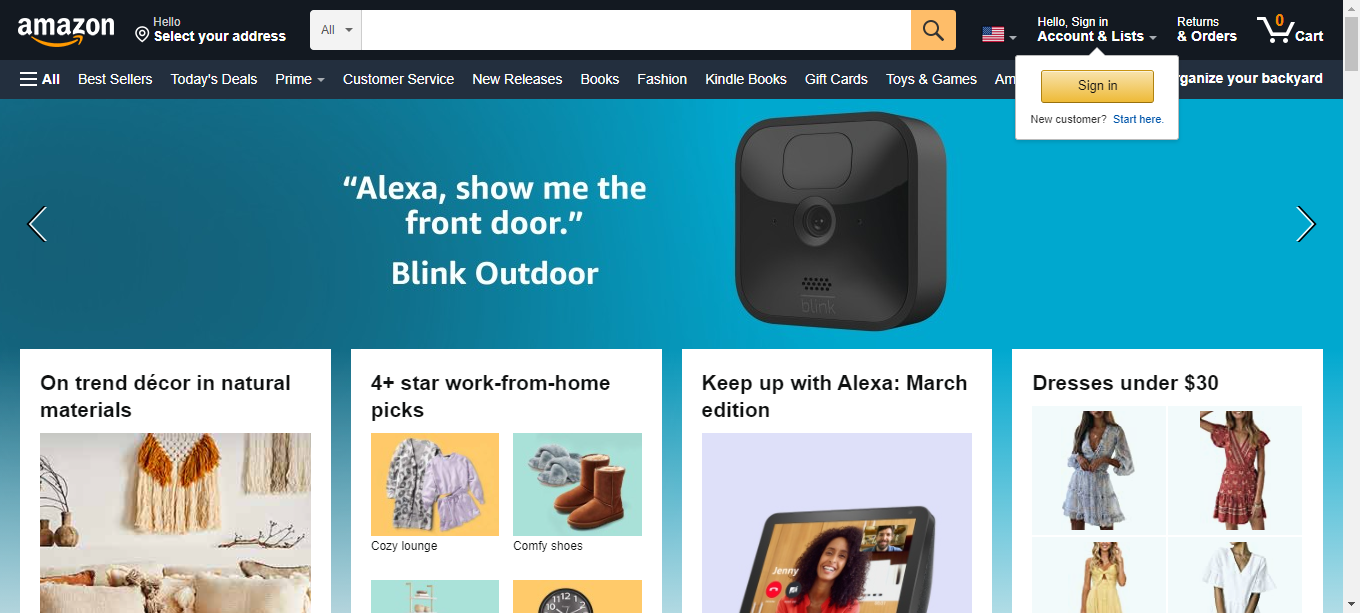 amazon
Hello
Select your address
All
Hello, Sign in
Account & Lists
Returns
& Orders
0
Cart
All
Best Sellers
Today's Deals
Prime
Customer Service
New Releases
Books
Fashion
Kindle Books
Gift Cards
Toys & Games
Am
rganize your backyard
Sign in
New customer? Start here.
“Alexa, show me the
front door.”
Blink Outdoor
blink
On trend décor in natural
materials
4+ star work-from-home
picks
Cozy lounge
Comfy shoes
Keep up with Alexa: March
edition
Jenny
Dresses under $30